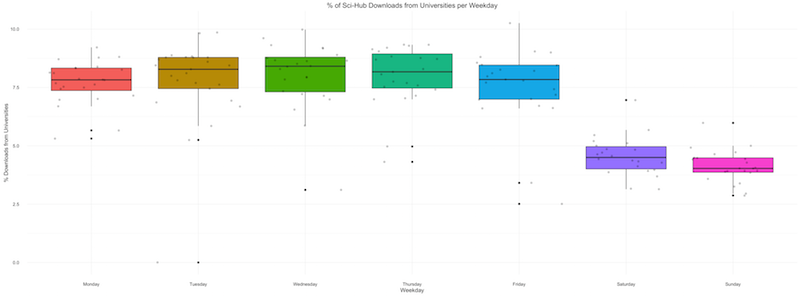 % of Sci-Hub Downloads from Universities per Weekday
10.0
7.5
5.0
2.5
0.0
% Downloads from Universities
Monday Tuesday Wednesday Thursday Friday Saturday Sunday
Weekday